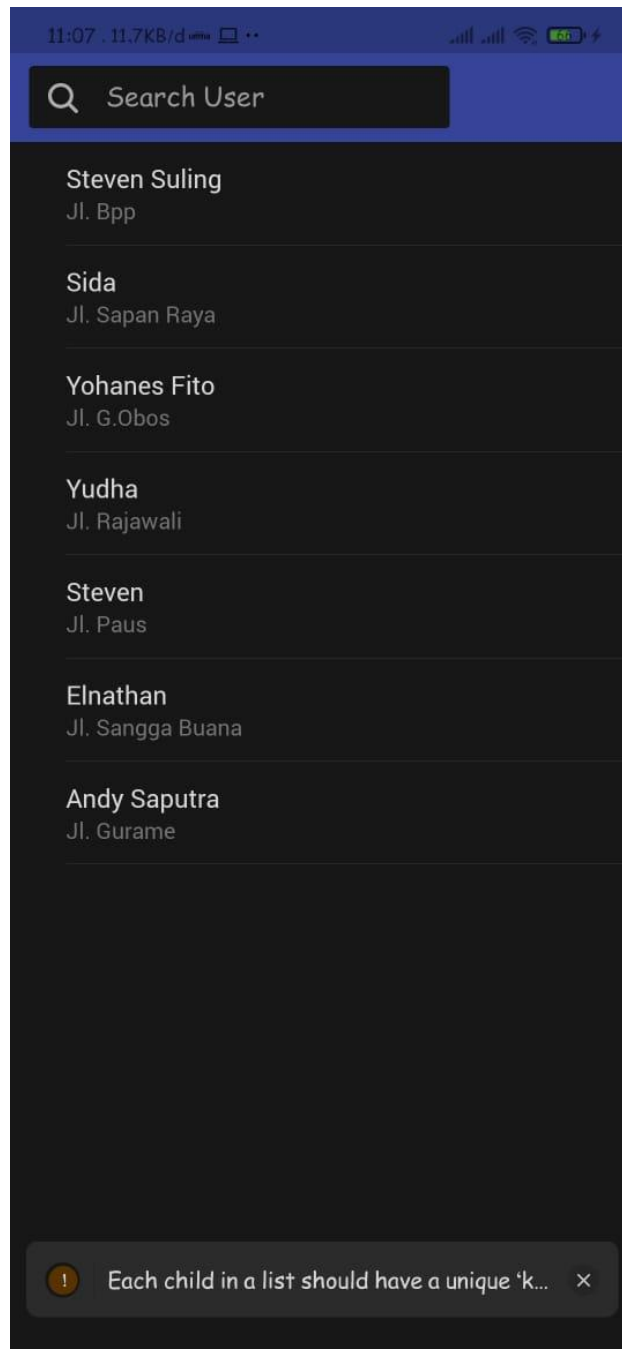 11:07 . 11.7KB/d
66
Search User
Steven Suling
Jl. Bpp
Sida
Jl. Sapan Raya
Yohanes Fito
Jl. G.Obos
Yudha
Jl. Rajawali
Steven
Jl. Paus
Elnathan
Jl. Sangga Buana
Andy Saputra
Jl. Gurame
! Each child in a list should have a unique ‘k... ×